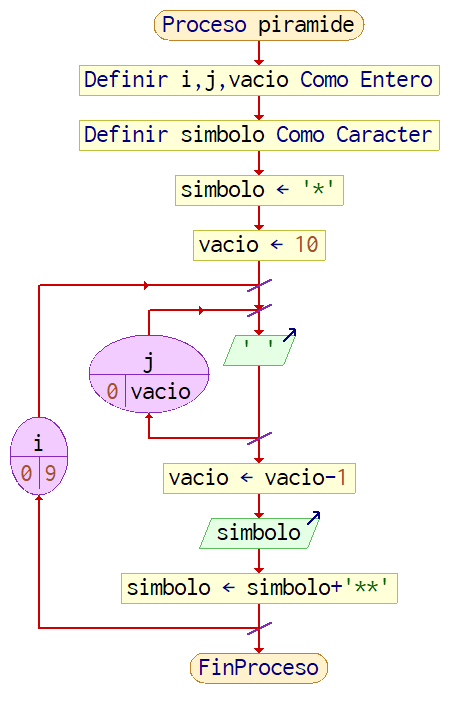 Proceso piramide
Definir i,j,vacio Como Entero
Definir simbolo Como Caracter
simbolo ← '*'
vacio ← 10
' '
j
0 vacio
i
0 9
vacio ← vacio-1
simbolo
simbolo ← simbolo+'**'
FinProceso